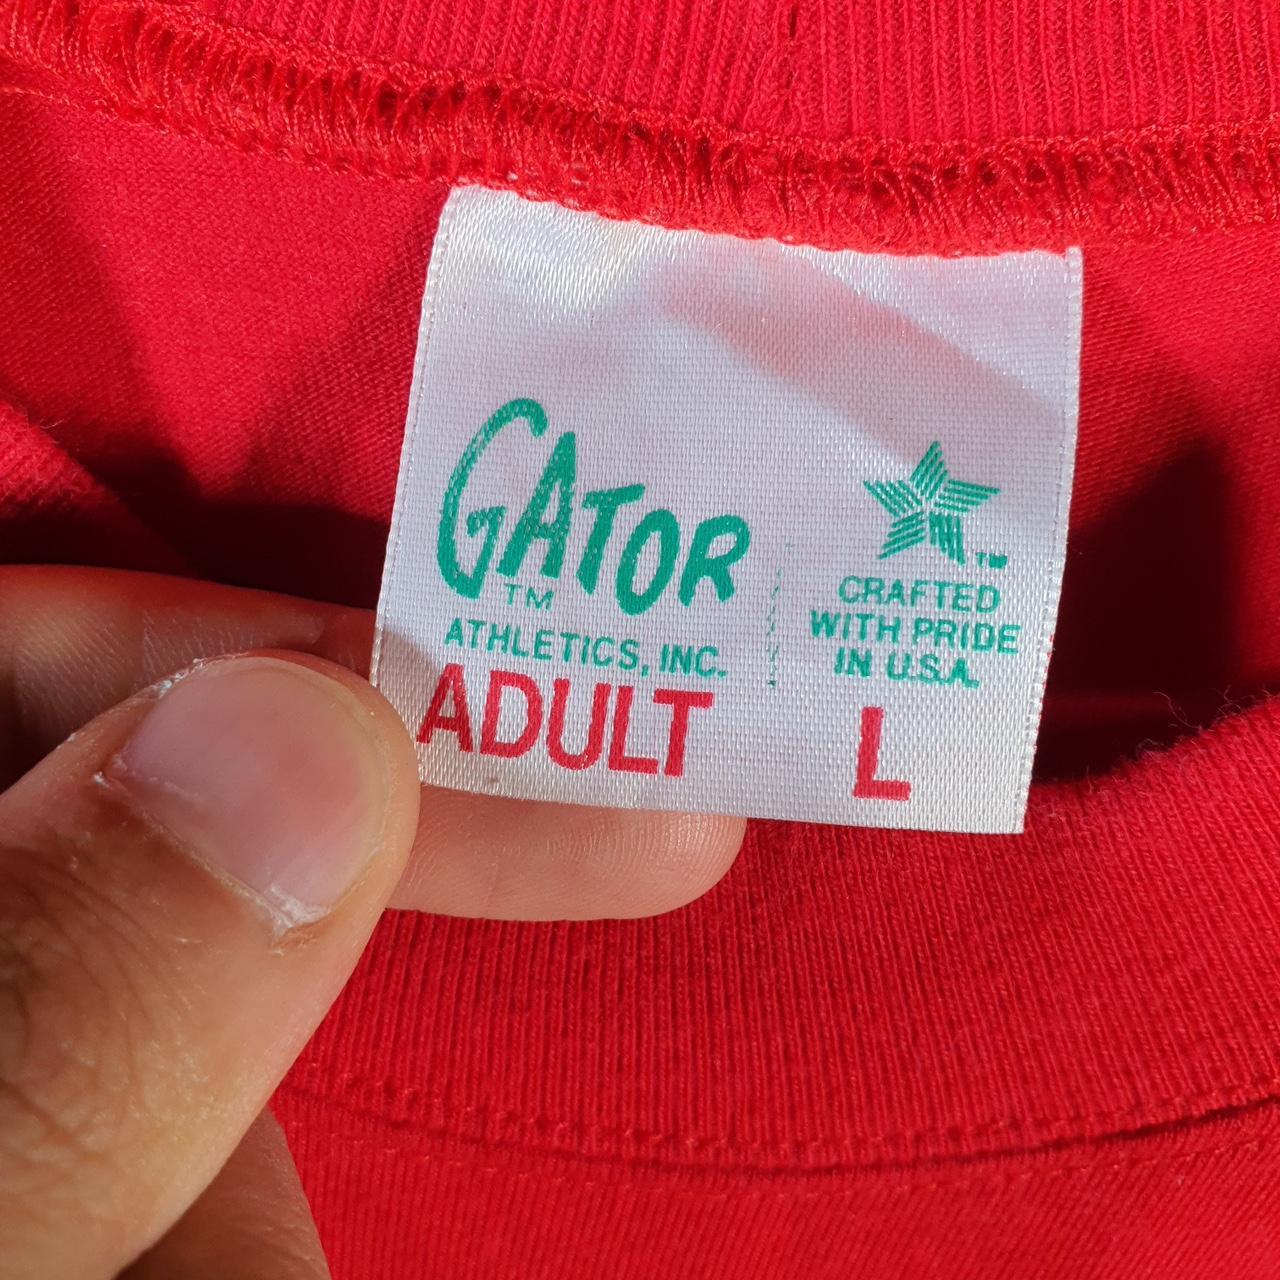 GATOR
TM
ATHLETICS, INC.
ADULT
TM
CRAFTED
WITH PRIDE
IN U.S.A.
L